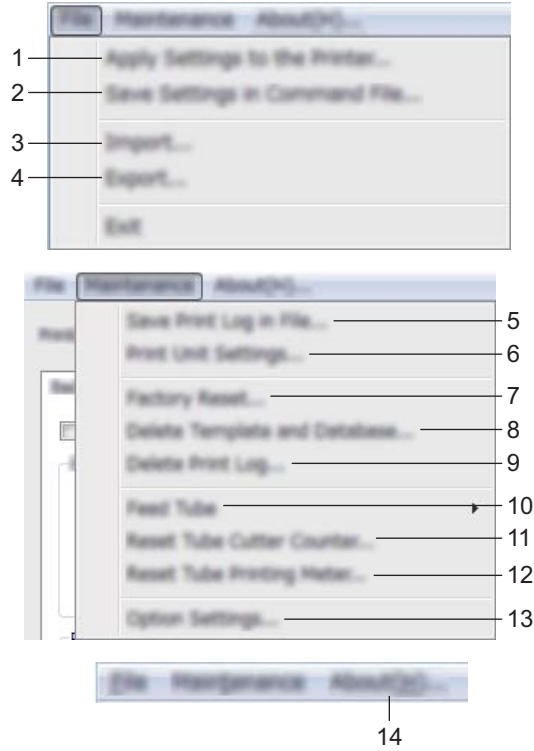 File Maintenance About(H)...
1 Apply Settings to the Printer...
2 Save Settings in Command File...
3 Import...
4 Export...
Exit
File Maintenance About(H)...
Save Print Log in File... 5
Print Unit Settings... 6
Factory Reset... 7
Delete Template and Database... 8
Delete Print Log... 9
Feed Tube 10
Reset Tube Cutter Counter... 11
Reset Tube Printing Meter... 12
Option Settings... 13
File Maintenance About(H)...
14